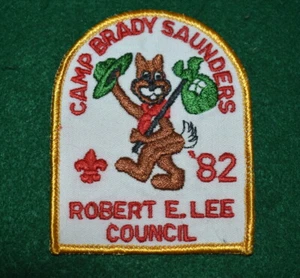 CAMP BRADY SAUNDERS
'82
ROBERT E. LEE
COUNCIL